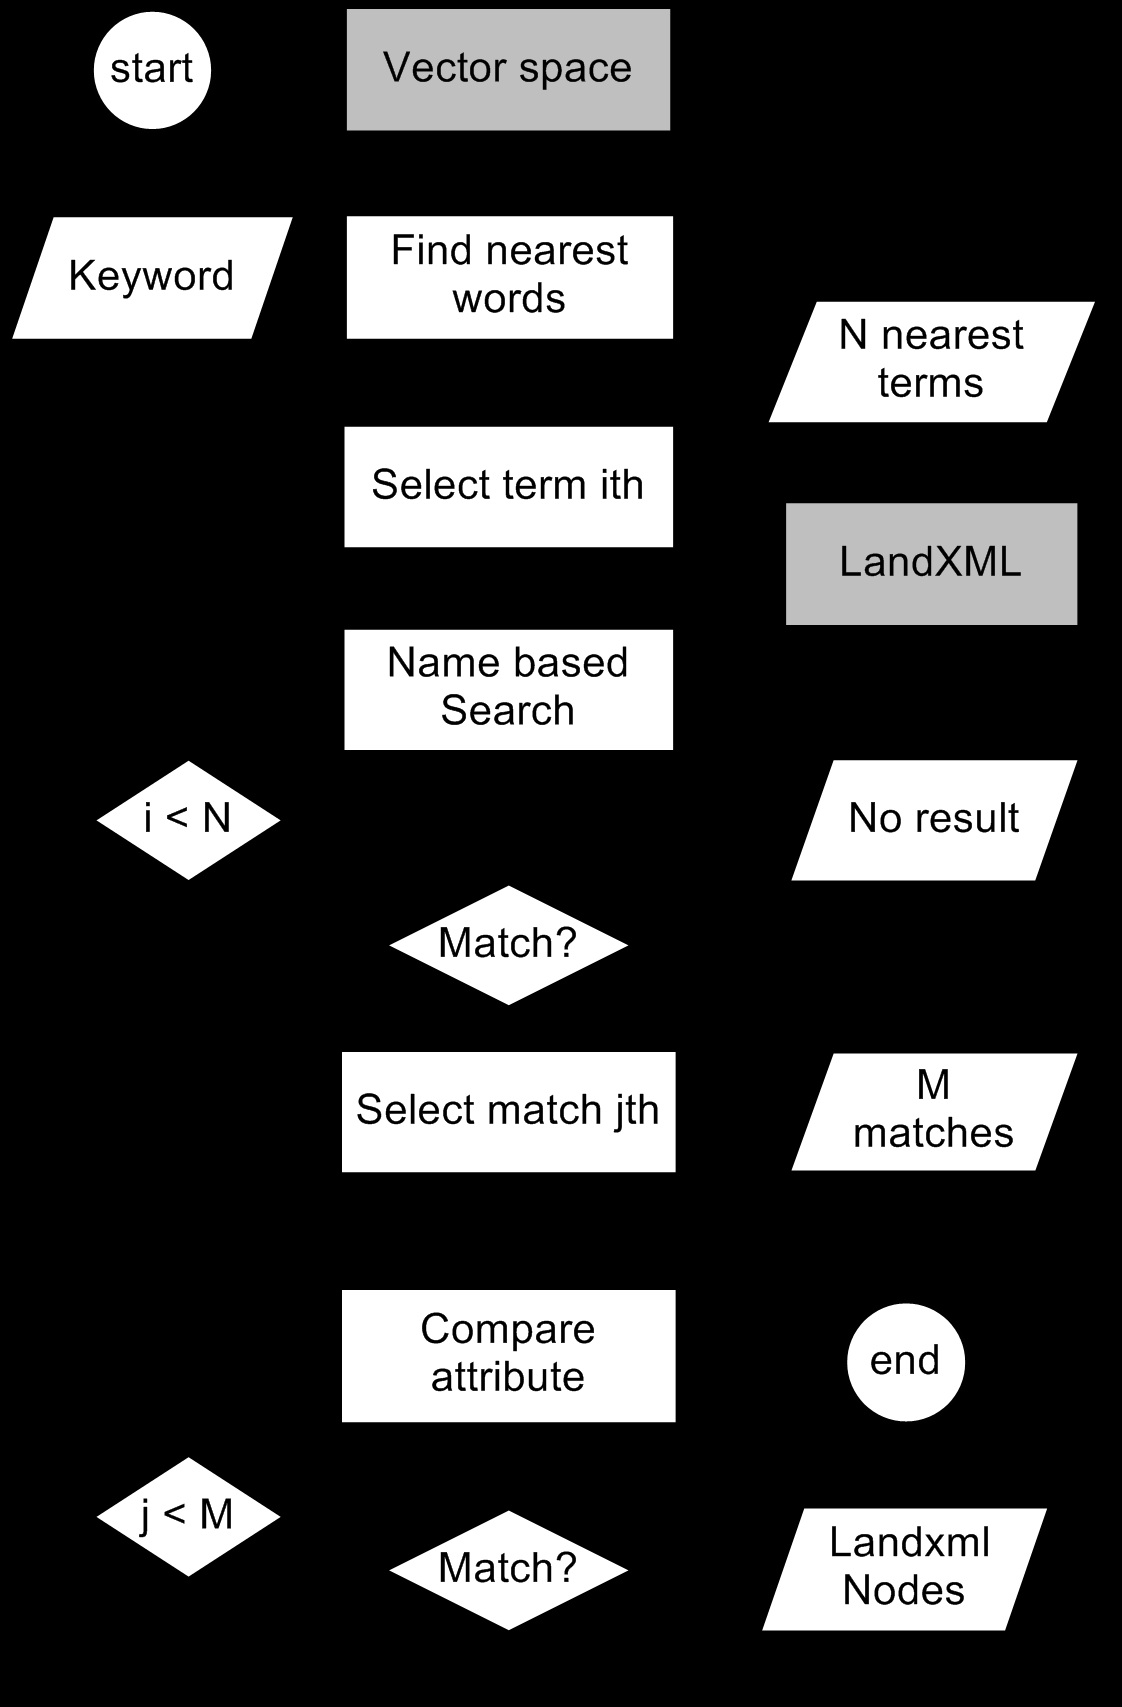 start
Vector space
Keyword
Find nearest
words
N nearest
terms
Select term ith
LandXML
Name based
Search
i < N
No result
Match?
Select match jth
M
matches
Compare
attribute
end
j < M
Match?
Landxml
Nodes